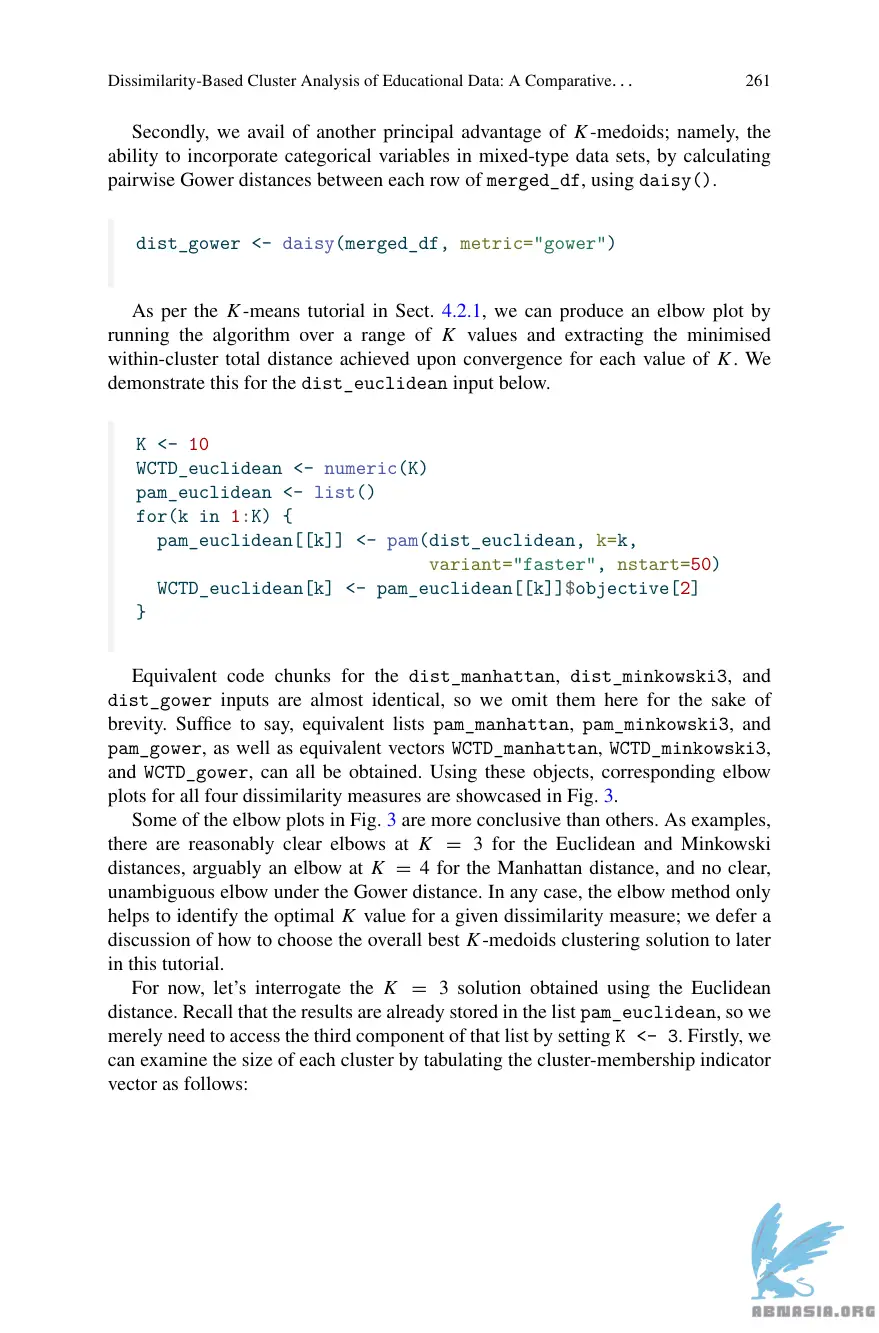 Dissimilarity-Based Cluster Analysis of Educational Data: A Comparative. . . 261
Secondly, we avail of another principal advantage of K-medoids; namely, the
ability to incorporate categorical variables in mixed-type data sets, by calculating
pairwise Gower distances between each row of merged_df, using daisy().
dist_gower <- daisy(merged_df, metric="gower")
As per the K-means tutorial in Sect. 4.2.1, we can produce an elbow plot by
running the algorithm over a range of K values and extracting the minimised
within-cluster total distance achieved upon convergence for each value of K. We
demonstrate this for the dist_euclidean input below.
K <- 10
WCTD_euclidean <- numeric(K)
pam_euclidean <- list()
for(k in 1:K) {
  pam_euclidean[[k]] <- pam(dist_euclidean, k=k,
                            variant="faster", nstart=50)
  WCTD_euclidean[k] <- pam_euclidean[[k]]$objective[2]
}
Equivalent code chunks for the dist_manhattan, dist_minkowski3, and
dist_gower inputs are almost identical, so we omit them here for the sake of
brevity. Suffice to say, equivalent lists pam_manhattan, pam_minkowski3, and
pam_gower, as well as equivalent vectors WCTD_manhattan, WCTD_minkowski3,
and WCTD_gower, can all be obtained. Using these objects, corresponding elbow
plots for all four dissimilarity measures are showcased in Fig. 3.
Some of the elbow plots in Fig. 3 are more conclusive than others. As examples,
there are reasonably clear elbows at K = 3 for the Euclidean and Minkowski
distances, arguably an elbow at K = 4 for the Manhattan distance, and no clear,
unambiguous elbow under the Gower distance. In any case, the elbow method only
helps to identify the optimal K value for a given dissimilarity measure; we defer a
discussion of how to choose the overall best K-medoids clustering solution to later
in this tutorial.
For now, let's interrogate the K = 3 solution obtained using the Euclidean
distance. Recall that the results are already stored in the list pam_euclidean, so we
merely need to access the third component of that list by setting K <- 3. Firstly, we
can examine the size of each cluster by tabulating the cluster-membership indicator
vector as follows:
ABNASIA.ORG